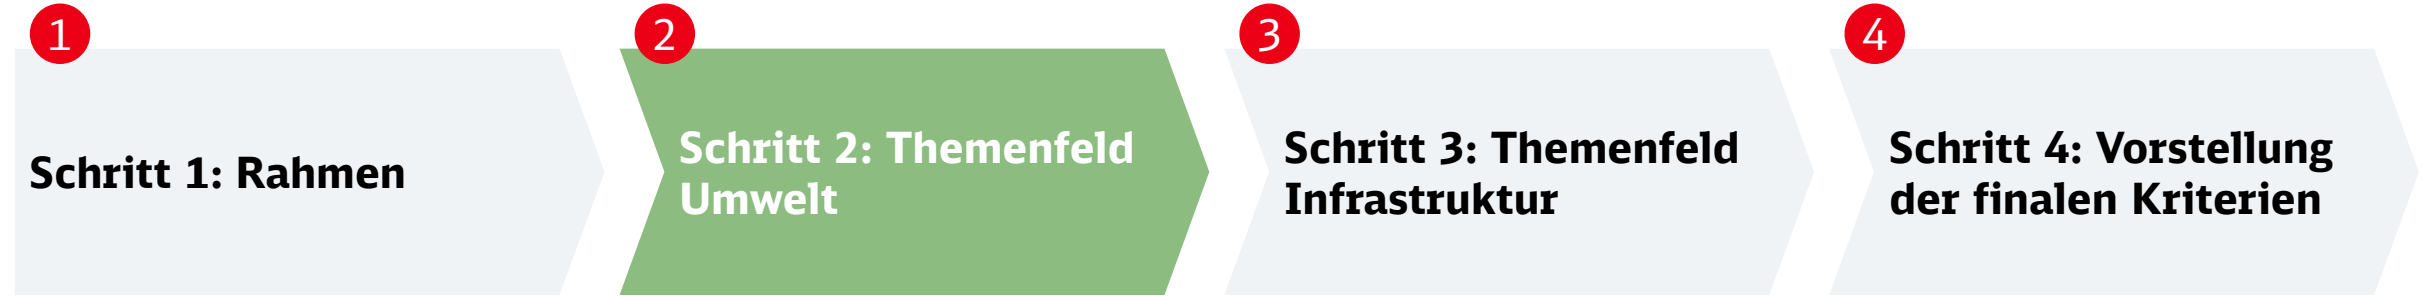 1
Schritt 1: Rahmen
2
Schritt 2: Themenfeld
Umwelt
3
Schritt 3: Themenfeld
Infrastruktur
4
Schritt 4: Vorstellung
der finalen Kriterien